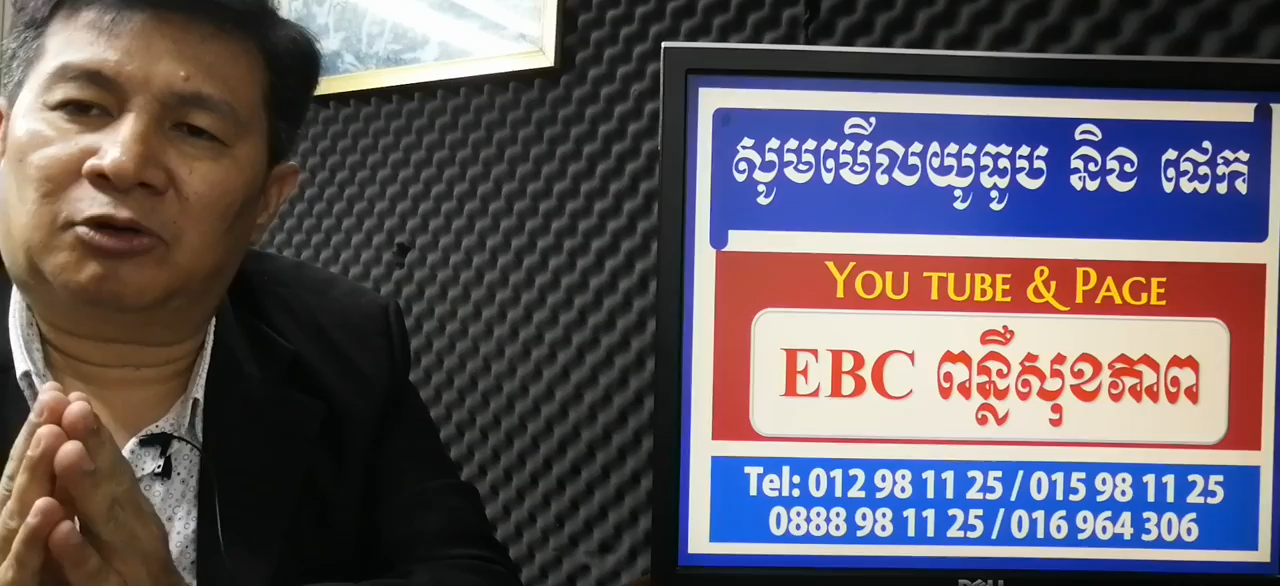 សូមមើលយូធូប និង ផេក
YOU TUBE & PAGE
EBC ពន្លឺសុខភាព
Tel: 012 98 11 25 / 015 98 11 25
0888 98 11 25 / 016 964 306